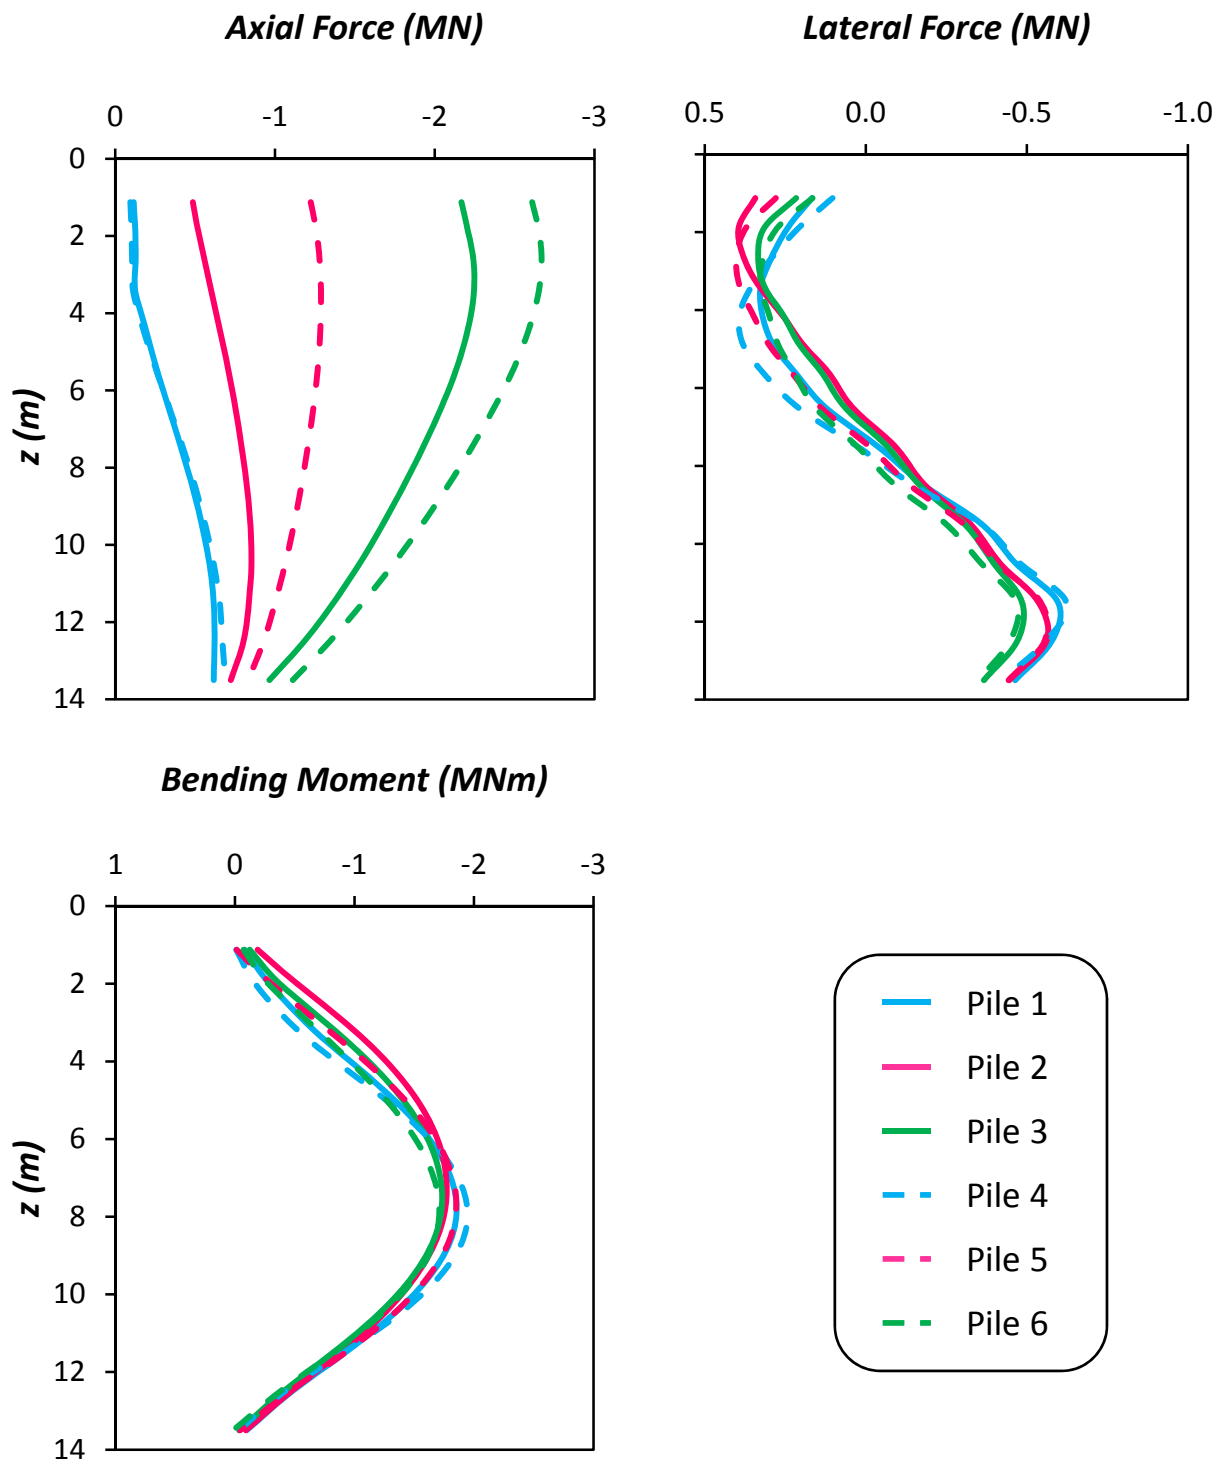 Axial Force (MN)
0 -1 -2 -3
0
2
4
6
8
10
12
14
z (m)
Lateral Force (MN)
0.5 0.0 -0.5 -1.0
Bending Moment (MNm)
1 0 -1 -2 -3
0
2
4
6
8
10
12
14
z (m)
Pile 1
Pile 2
Pile 3
Pile 4
Pile 5
Pile 6